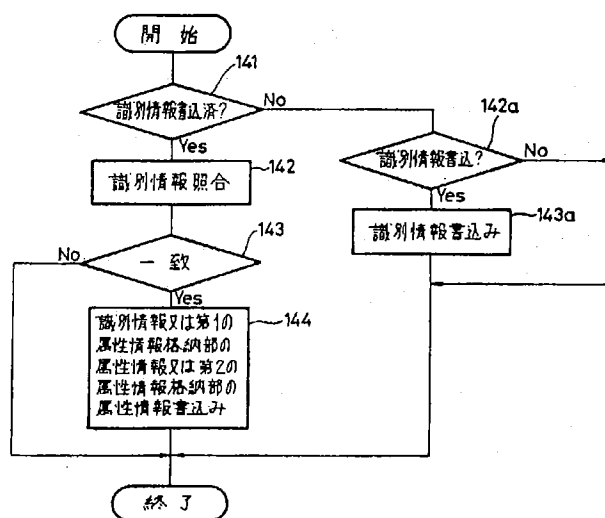 開始
141
識別情報書込済?
No
142a
Yes
142
識別情報書込?
No
識別情報照合
Yes
143a
143
識別情報書込み
No
一致
Yes
144
識別情報又は第1の
属性情報格納部の
属性情報又は第2の
属性情報格納部の
属性情報書込み
終了